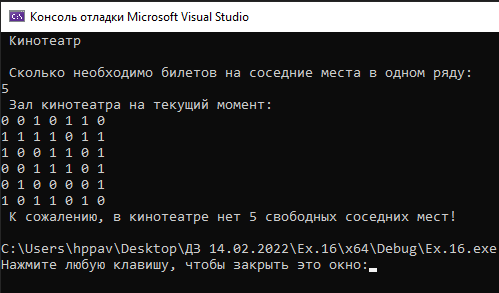 Консоль отладки Microsoft Visual Studio
Кинотеатр
Сколько необходимо билетов на соседние места в одном ряду:
5
Зал кинотеатра на текущий момент:
0 0 1 0 1 1 0
1 1 1 1 0 1 1
1 0 0 1 1 0 1
0 0 1 1 1 0 1
0 1 0 0 0 0 1
1 0 1 1 0 1 0
К сожалению, в кинотеатре нет 5 свободных соседних мест!
C:\Users\hppav\Desktop\ДЗ 14.02.2022\Ex.16\x64\Debug\Ex.16.exe
Нажмите любую клавишу, чтобы закрыть это окно: